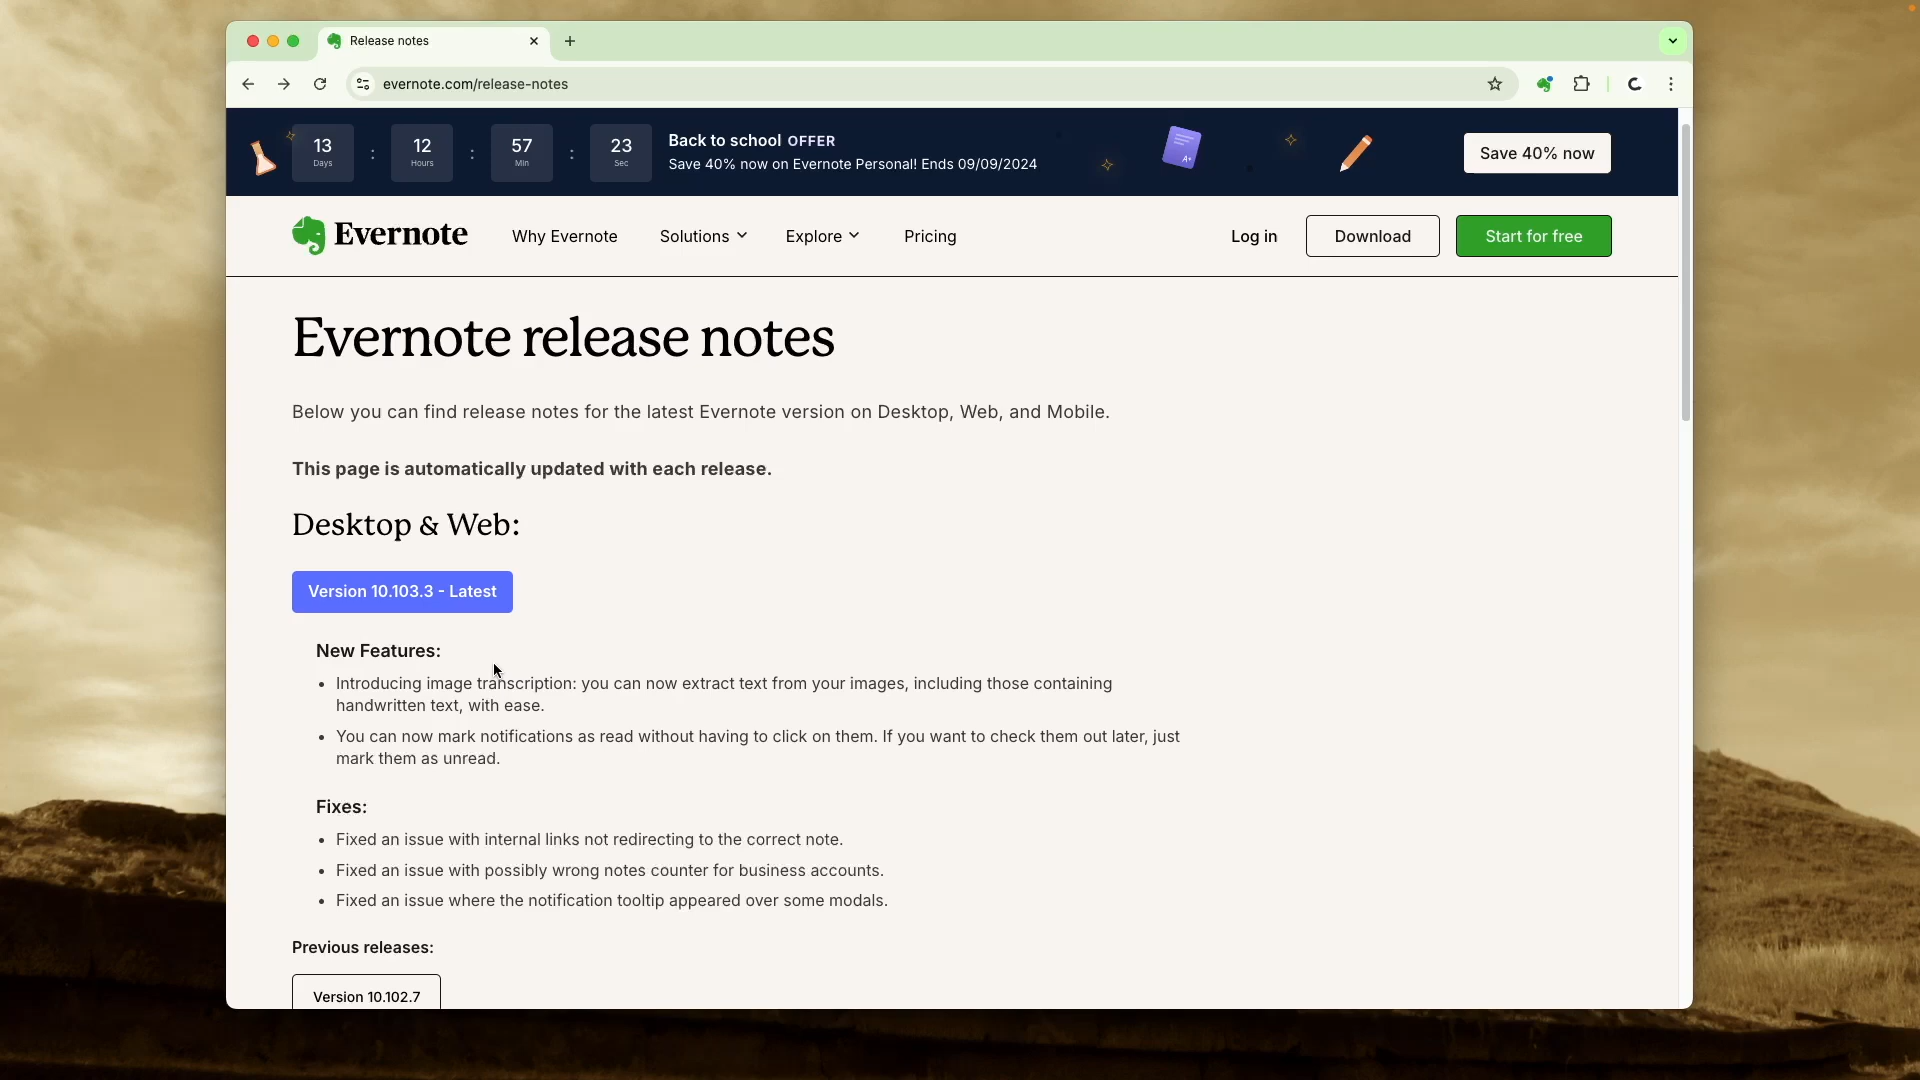 Release notes
evernote.com/release-notes
13
Days
:
12
Hours
:
57
Min
:
23
Sec
Back to school OFFER
Save 40% now on Evernote Personal! Ends 09/09/2024
A+
Save 40% now
Evernote
Why Evernote
Solutions
Explore
Pricing
Log in
Download
Start for free
Evernote release notes
Below you can find release notes for the latest Evernote version on Desktop, Web, and Mobile.
This page is automatically updated with each release.
Desktop & Web:
Version 10.103.3 - Latest
New Features:
• Introducing image transcription: you can now extract text from your images, including those containing
handwritten text, with ease.
• You can now mark notifications as read without having to click on them. If you want to check them out later, just
mark them as unread.
Fixes:
• Fixed an issue with internal links not redirecting to the correct note.
• Fixed an issue with possibly wrong notes counter for business accounts.
• Fixed an issue where the notification tooltip appeared over some modals.
Previous releases:
Version 10.102.7